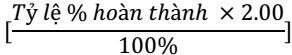 [Tỷ lệ % hoàn thành × 2.00
100%]